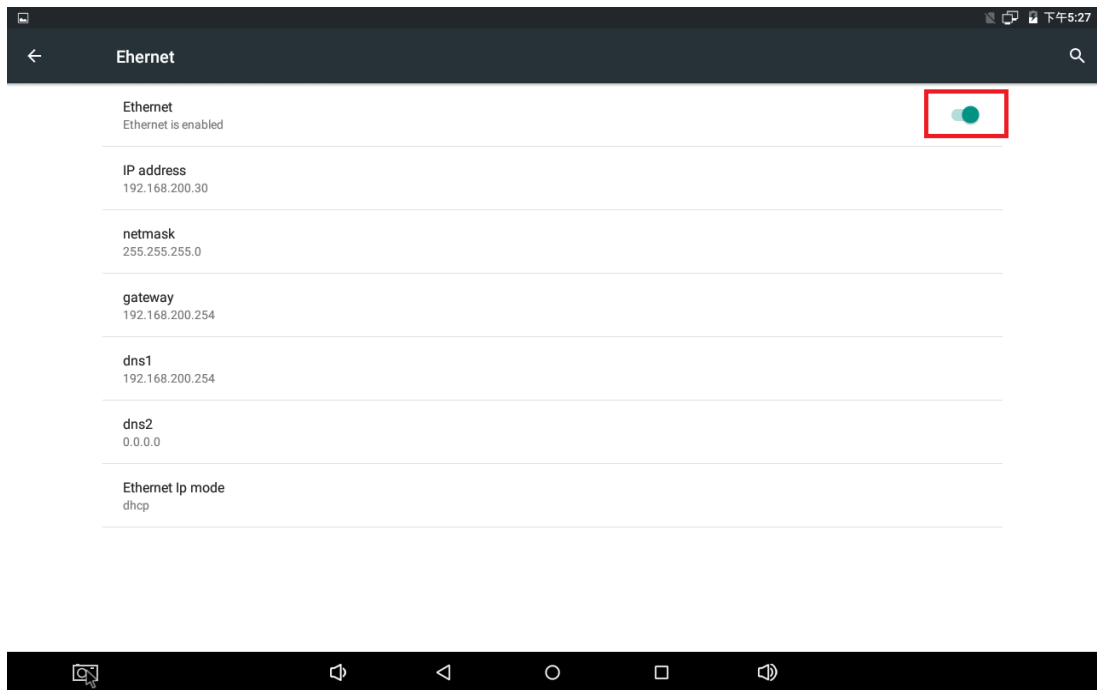 下午5:27
Ehernet
Ethernet
Ethernet is enabled
IP address
192.168.200.30
netmask
255.255.255.0
gateway
192.168.200.254
dns1
192.168.200.254
dns2
0.0.0.0
Ethernet Ip mode
dhcp